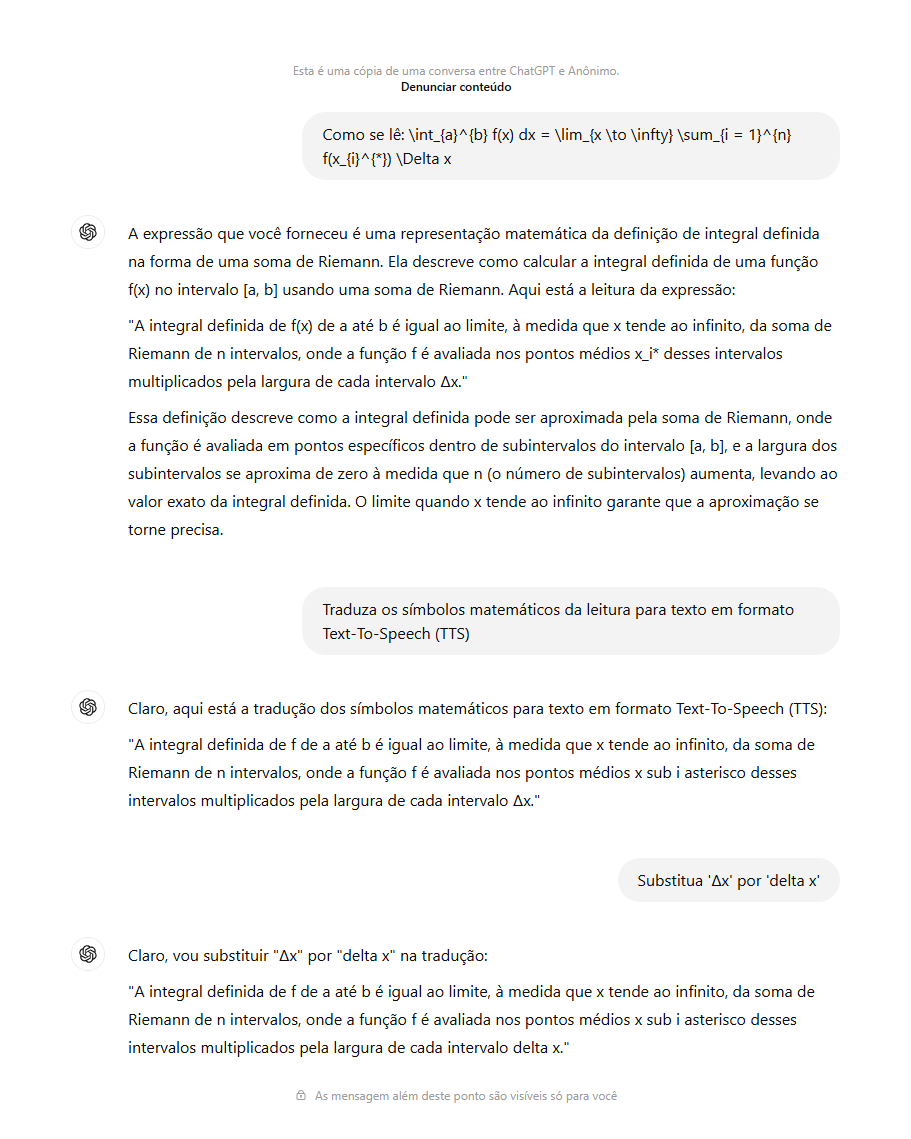 Esta é uma cópia de uma conversa entre ChatGPT e Anônimo.
Denunciar conteúdo
Como se lê: \int_{a}^{b} f(x) dx = \lim_{x \to \infty} \sum_{i = 1}^{n}
f(x_{i}^{*}) \Delta x
A expressão que você forneceu é uma representação matemática da definição de integral definida
na forma de uma soma de Riemann. Ela descreve como calcular a integral definida de uma função
f(x) no intervalo [a, b] usando uma soma de Riemann. Aqui está a leitura da expressão:
"A integral definida de f(x) de a até b é igual ao limite, à medida que x tende ao infinito, da soma de
Riemann de n intervalos, onde a função f é avaliada nos pontos médios x_i* desses intervalos
multiplicados pela largura de cada intervalo Δx."
Essa definição descreve como a integral definida pode ser aproximada pela soma de Riemann, onde
a função é avaliada em pontos específicos dentro de subintervalos do intervalo [a, b], e a largura dos
subintervalos se aproxima de zero à medida que n (o número de subintervalos) aumenta, levando ao
valor exato da integral definida. O limite quando x tende ao infinito garante que a aproximação se
torne precisa.
Traduza os símbolos matemáticos da leitura para texto em formato
Text-To-Speech (TTS)
Claro, aqui está a tradução dos símbolos matemáticos para texto em formato Text-To-Speech (TTS):
"A integral definida de f de a até b é igual ao limite, à medida que x tende ao infinito, da soma de
Riemann de n intervalos, onde a função f é avaliada nos pontos médios x sub i asterisco desses
intervalos multiplicados pela largura de cada intervalo Δx."
Substitua 'Δx' por 'delta x'
Claro, vou substituir "Δx" por "delta x" na tradução:
"A integral definida de f de a até b é igual ao limite, à medida que x tende ao infinito, da soma de
Riemann de n intervalos, onde a função f é avaliada nos pontos médios x sub i asterisco desses
intervalos multiplicados pela largura de cada intervalo delta x."
As mensagem além deste ponto são visíveis só para você